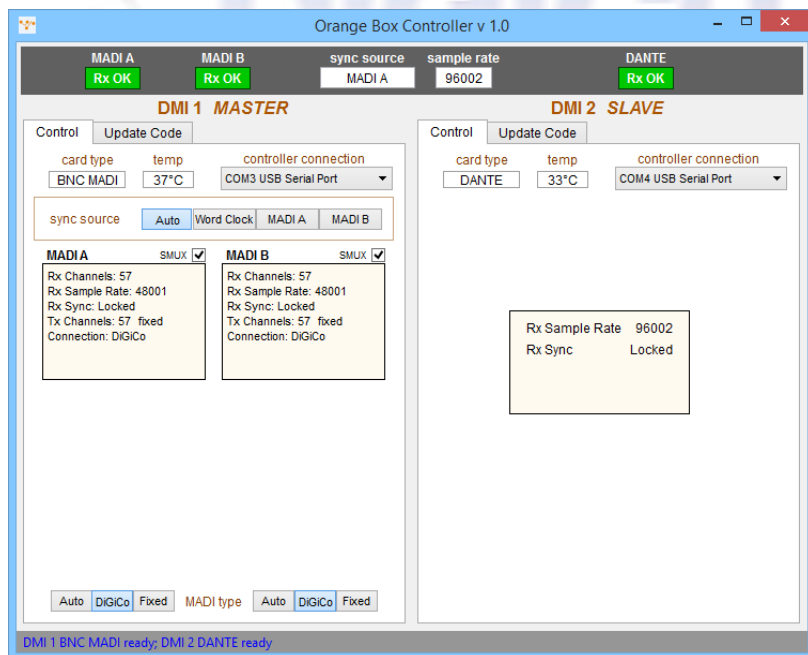 Orange Box Controller v 1.0
MADI A MADI B sync source sample rate DANTE
Rx OK Rx OK MADI A 96002 Rx OK
DMI 1 MASTER
Control Update Code
card type temp controller connection
BNC MADI 37°C COM3 USB Serial Port
sync source Auto Word Clock MADI A MADI B
MADI A SMUX MADI B SMUX
Rx Channels: 57
Rx Sample Rate: 48001
Rx Sync: Locked
Tx Channels: 57 fixed
Connection: DiGiCo
Rx Channels: 57
Rx Sample Rate: 48001
Rx Sync: Locked
Tx Channels: 57 fixed
Connection: DiGiCo
Auto DiGiCo Fixed MADI type Auto DiGiCo Fixed
DMI 2 SLAVE
Control Update Code
card type temp controller connection
DANTE 33°C COM4 USB Serial Port
Rx Sample Rate 96002
Rx Sync Locked
DMI 1 BNC MADI ready; DMI 2 DANTE ready